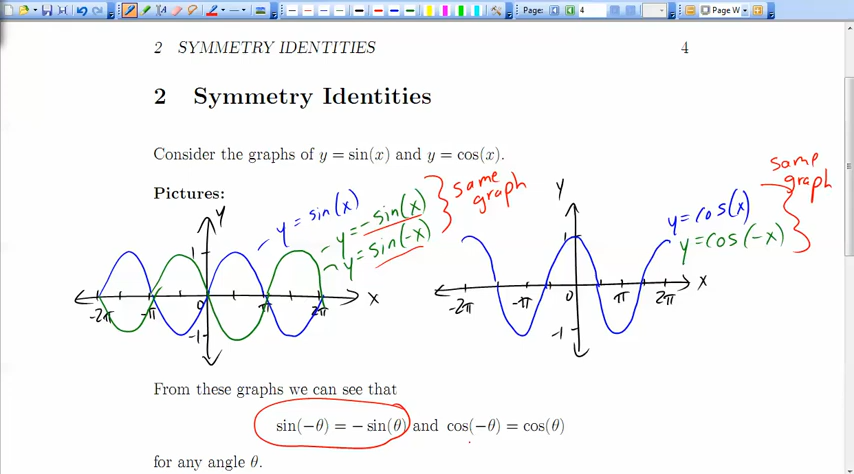 Page: 4 Page W
2 SYMMETRY IDENTITIES 4
2 Symmetry Identities
Consider the graphs of y = sin(x) and y = cos(x).
Pictures:
y = sin(x)
y = -sin(x)
y = sin(-x)
same
graph
y
1
-2π -π 0 π 2π x
-1
same
graph
y = cos(x)
y = cos(-x)
y
1
-2π -π 0 π 2π x
-1
From these graphs we can see that
sin(−θ) = − sin(θ) and cos(−θ) = cos(θ)
for any angle θ.